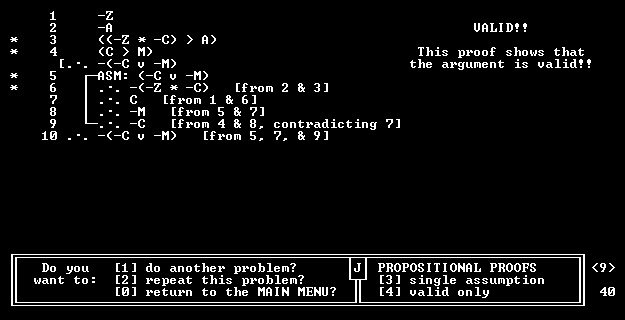 1 -Z
2 -A VALID!!
* 3 ((-Z * -C) > A)
* 4 (C > M) This proof shows that
[.·. -(-C v -M) the argument is valid!!
* 5 ASM: (-C v -M)
* 6 .·. -(-Z * -C) [from 2 & 3]
7 .·. C [from 1 & 6]
8 .·. -M [from 5 & 7]
9 .·. -C [from 4 & 8, contradicting 7]
10 .·. -(-C v -M) [from 5, 7, & 9]
Do you [1] do another problem? J PROPOSITIONAL PROOFS <9>
want to: [2] repeat this problem? [3] single assumption
[0] return to the MAIN MENU? [4] valid only 40